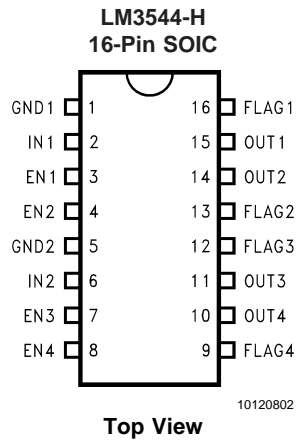 LM3544-H
16-Pin SOIC
GND1 1 16 FLAG1
IN1 2 15 OUT1
EN1 3 14 OUT2
EN2 4 13 FLAG2
GND2 5 12 FLAG3
IN2 6 11 OUT3
EN3 7 10 OUT4
EN4 8 9 FLAG4
10120802
Top View